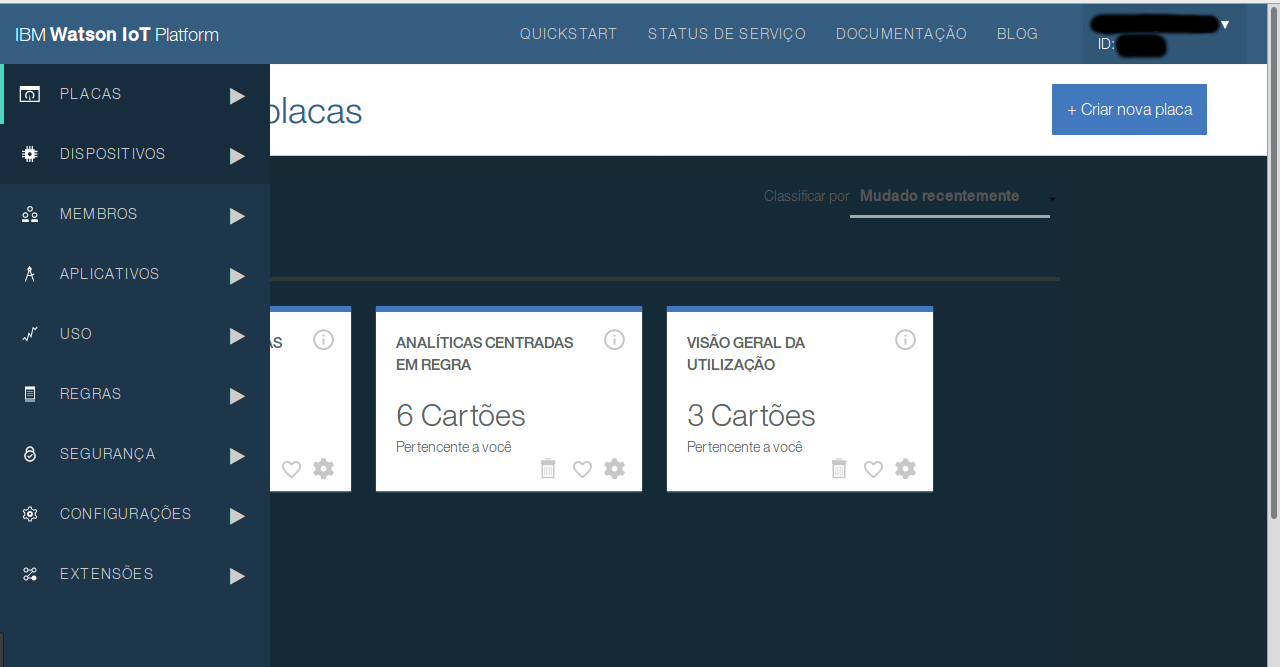 IBM Watson IoT Platform
QUICKSTART
STATUS DE SERVIÇO
DOCUMENTAÇÃO
BLOG
ID:
PLACAS
DISPOSITIVOS
MEMBROS
APLICATIVOS
USO
REGRAS
SEGURANÇA
CONFIGURAÇÕES
EXTENSÕES
placas
+ Criar nova placa
Classificar por Mudado recentemente
AS
ANALÍTICAS CENTRADAS
EM REGRA
6 Cartões
Pertencente a você
VISÃO GERAL DA
UTILIZAÇÃO
3 Cartões
Pertencente a você